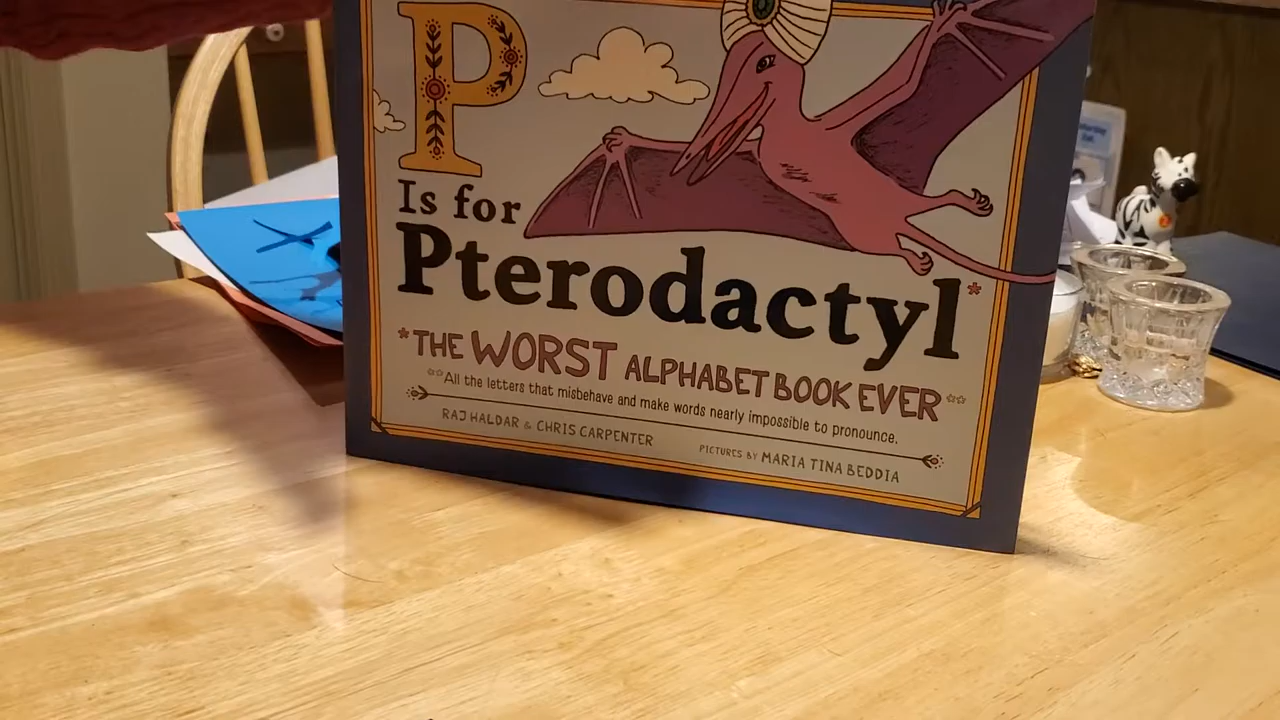 P
Is for
Pterodactyl*
*THE WORST ALPHABET BOOK EVER**
**All the letters that misbehave and make words nearly impossible to pronounce.
RAJ HALDAR & CHRIS CARPENTER
PICTURES BY MARIA TINA BEDDIA